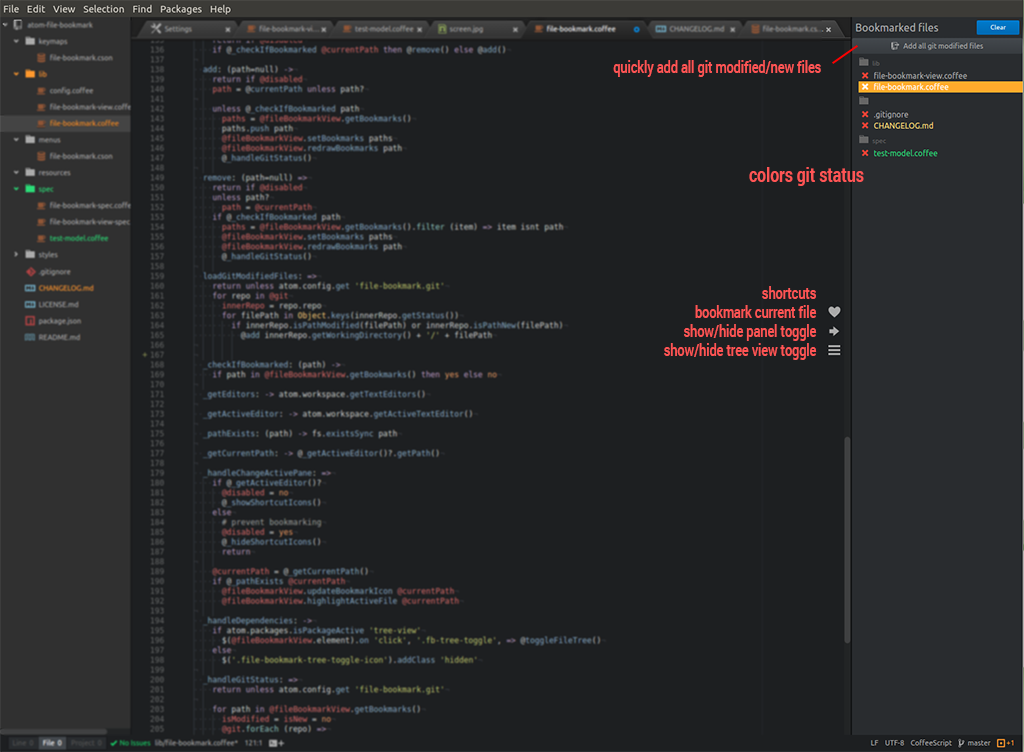 File Edit View Selection Find Packages Help
atom-file-bookmark
keymaps
file-bookmark.cson
lib
config.coffee
file-bookmark-view.coffe
file-bookmark.coffee
menus
file-bookmark.cson
resources
spec
file-bookmark-spec.coffe
file-bookmark-view-spec
test-model.coffee
styles
.gitignore
CHANGELOG.md
LICENSE.md
package.json
README.md
Settings file-bookmark-vi... test-model.coffee screen.jpg file-bookmark.coffee CHANGELOG.md file-bookmark.cs...
136 if @_checkIfBookmarked @currentPath then @remove() else @add()
137
138 add: (path=null) ->
139 return if @disabled
140 path = @currentPath unless path?
141
142 unless @_checkIfBookmarked path
143 paths = @fileBookmarkView.getBookmarks()
144 paths.push path
145 @fileBookmarkView.setBookmarks paths
146 @fileBookmarkView.redrawBookmarks path
147 @_handleGitStatus()
148
149 remove: (path=null) =>
150 return if @disabled
151 unless path?
152 path = @currentPath
153 if @_checkIfBookmarked path
154 paths = @fileBookmarkView.getBookmarks().filter (item) => item isnt path
155 @fileBookmarkView.setBookmarks paths
156 @fileBookmarkView.redrawBookmarks path
157 @_handleGitStatus()
158
159 loadGitModifiedFiles: =>
160 return unless atom.config.get 'file-bookmark.git'
161 for repo in @git
162 innerRepo = repo.repo
163 for filePath in Object.keys(innerRepo.getStatus())
164 if innerRepo.isPathModified(filePath) or innerRepo.isPathNew(filePath)
165 @add innerRepo.getWorkingDirectory() + '/' + filePath
166
167
168 _checkIfBookmarked: (path) ->
169 if path in @fileBookmarkView.getBookmarks() then yes else no
170
171 _getEditors: -> atom.workspace.getTextEditors()
172
173 _getActiveEditor: -> atom.workspace.getActiveTextEditor()
174
175 _pathExists: (path) -> fs.existsSync path
176
177 _getCurrentPath: -> @_getActiveEditor()?.getPath()
178
179 _handleChangeActivePane: =>
180 if @_getActiveEditor()?
181 @disabled = no
182 @_showShortcutIcons()
183 else
184 # prevent bookmarking
185 @disabled = yes
186 @_hideShortcutIcons()
187 return
188
189 @currentPath = @_getCurrentPath()
190 if @_pathExists @currentPath
191 @fileBookmarkView.updateBookmarkIcon @currentPath
192 @fileBookmarkView.highlightActiveFile @currentPath
193
194 _handleDependencies: ->
195 if atom.packages.isPackageActive 'tree-view'
196 $(@fileBookmarkView.element).on 'click', '.fb-tree-toggle', => @toggleFileTree()
197 else
198 $('.file-bookmark-tree-toggle-icon').addClass 'hidden'
199
200 _handleGitStatus: =>
201 return unless atom.config.get 'file-bookmark.git'
202
203 for path in @fileBookmarkView.getBookmarks()
204 isModified = isNew = no
205 @git.forEach (repo) =>
quickly add all git modified/new files
colors git status
shortcuts
bookmark current file
show/hide panel toggle
show/hide tree view toggle
Bookmarked files Clear
Add all git modified files
lib
file-bookmark-view.coffee
file-bookmark.coffee
.gitignore
CHANGELOG.md
spec
test-model.coffee
Line 0 File 0 Project 0 No Issues lib/file-bookmark.coffee* 121:1
LF UTF-8 CoffeeScript master +1